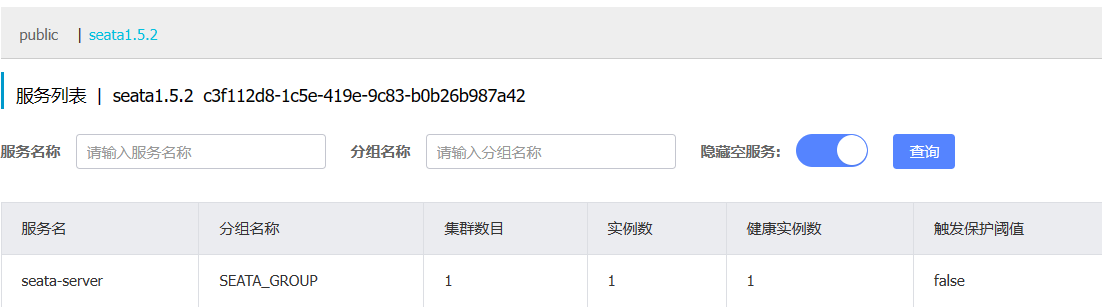 public | seata1.5.2
服务列表 | seata1.5.2 c3f112d8-1c5e-419e-9c83-b0b26b987a42
服务名称 请输入服务名称 分组名称 请输入分组名称 隐藏空服务: 查询
服务名 分组名称 集群数目 实例数 健康实例数 触发保护阈值
seata-server SEATA_GROUP 1 1 1 false